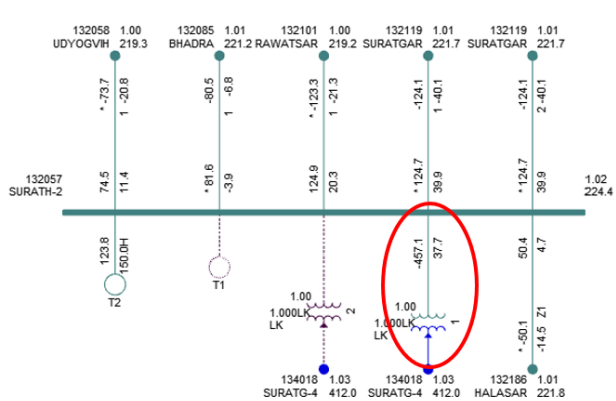 132058 1.00
UDYOGVIH 219.3
132085 1.01
BHADRA 221.2
132101 1.00
RAWATSAR 219.2
132119 1.01
SURATGAR 221.7
132119 1.01
SURATGAR 221.7
* -73.7
1 -20.8
-80.5
1 -6.8
* -123.3
1 -21.3
-124.1
1 -40.1
-124.1
2 -40.1
132057
SURATH-2
74.5
11.4
* 81.6
-3.9
124.9
20.3
* 124.7
39.9
* 124.7
39.9
1.02
224.4
123.8
150.0H
T2
T1
-457.1
37.7
50.4
4.7
1.00
1.000LK
LK
2
1.00
1.000LK
LK
1
* -50.1
-14.5 Z1
134018 1.03
SURATG-4 412.0
134018 1.03
SURATG-4 412.0
132186 1.01
HALASAR 221.8